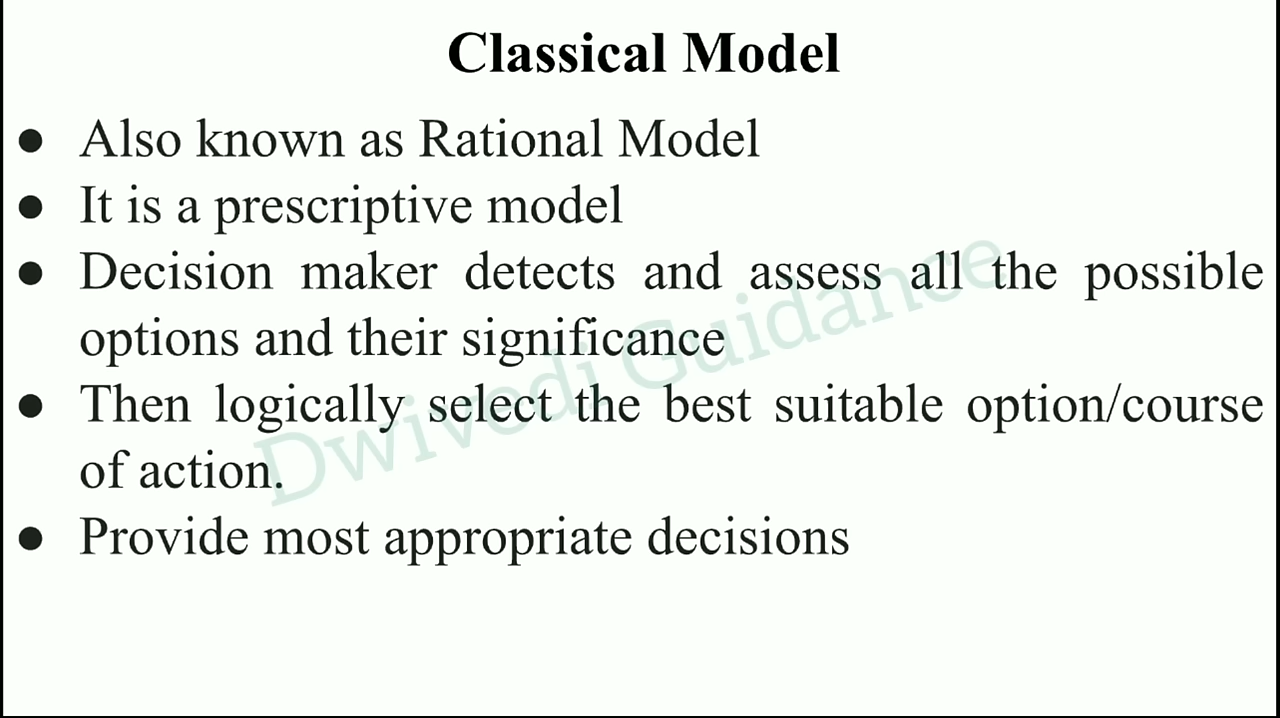 Classical Model
● Also known as Rational Model
● It is a prescriptive model
● Decision maker detects and assess all the possible
options and their significance
● Then logically select the best suitable option/course
of action.
● Provide most appropriate decisions
Dwivedi Guidance